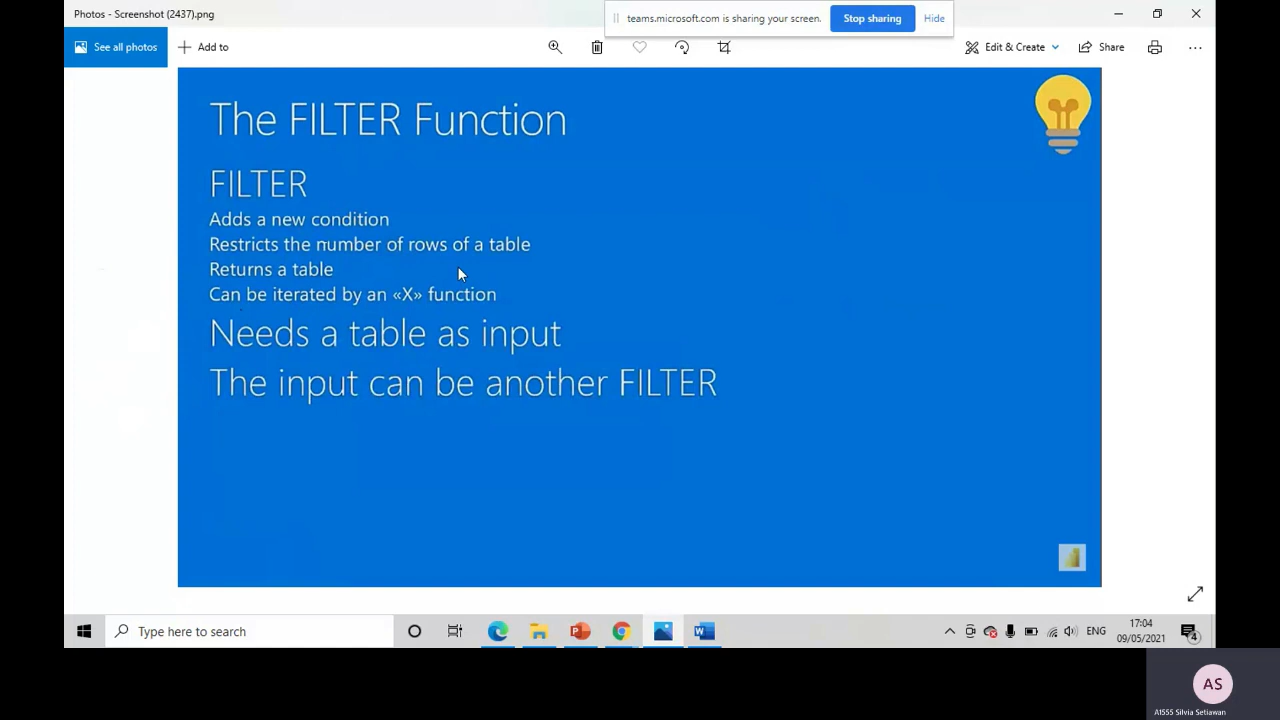 Photos - Screenshot (2437).png
teams.microsoft.com is sharing your screen.
Stop sharing
Hide
See all photos
Add to
Edit & Create
Share
The FILTER Function
FILTER
Adds a new condition
Restricts the number of rows of a table
Returns a table
Can be iterated by an «X» function
Needs a table as input
The input can be another FILTER
Type here to search
ENG
17:04
09/05/2021
4
AS
A1555 Silvia Setiawan